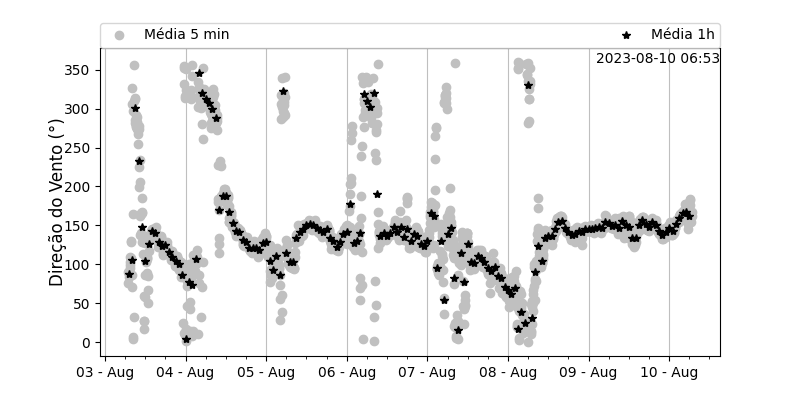 Média 5 min
Média 1h
2023-08-10 06:53
Direção do Vento (°)
350
300
250
200
150
100
50
0
03 - Aug
04 - Aug
05 - Aug
06 - Aug
07 - Aug
08 - Aug
09 - Aug
10 - Aug